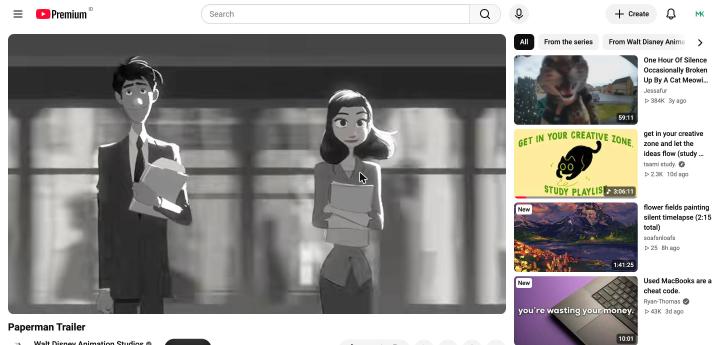 Premium ID
Search
Create
MK
All
From the series
From Walt Disney Anima
One Hour Of Silence
Occasionally Broken
Up By A Cat Meowi...
Jessafur
384K 3y ago
59:11
GET IN YOUR CREATIVE ZONE.
STUDY PLAYLIS
3:06:11
get in your creative
zone and let the
ideas flow (study ...
tsami study.
2.3K 10d ago
New
1:41:25
flower fields painting
silent timelapse (2:15
total)
soafsnloafs
25 8h ago
New
you're wasting your money.
10:01
Used MacBooks are a
cheat code.
Ryan-Thomas
43K 3d ago
Paperman Trailer
Walt Disney Animation Studios